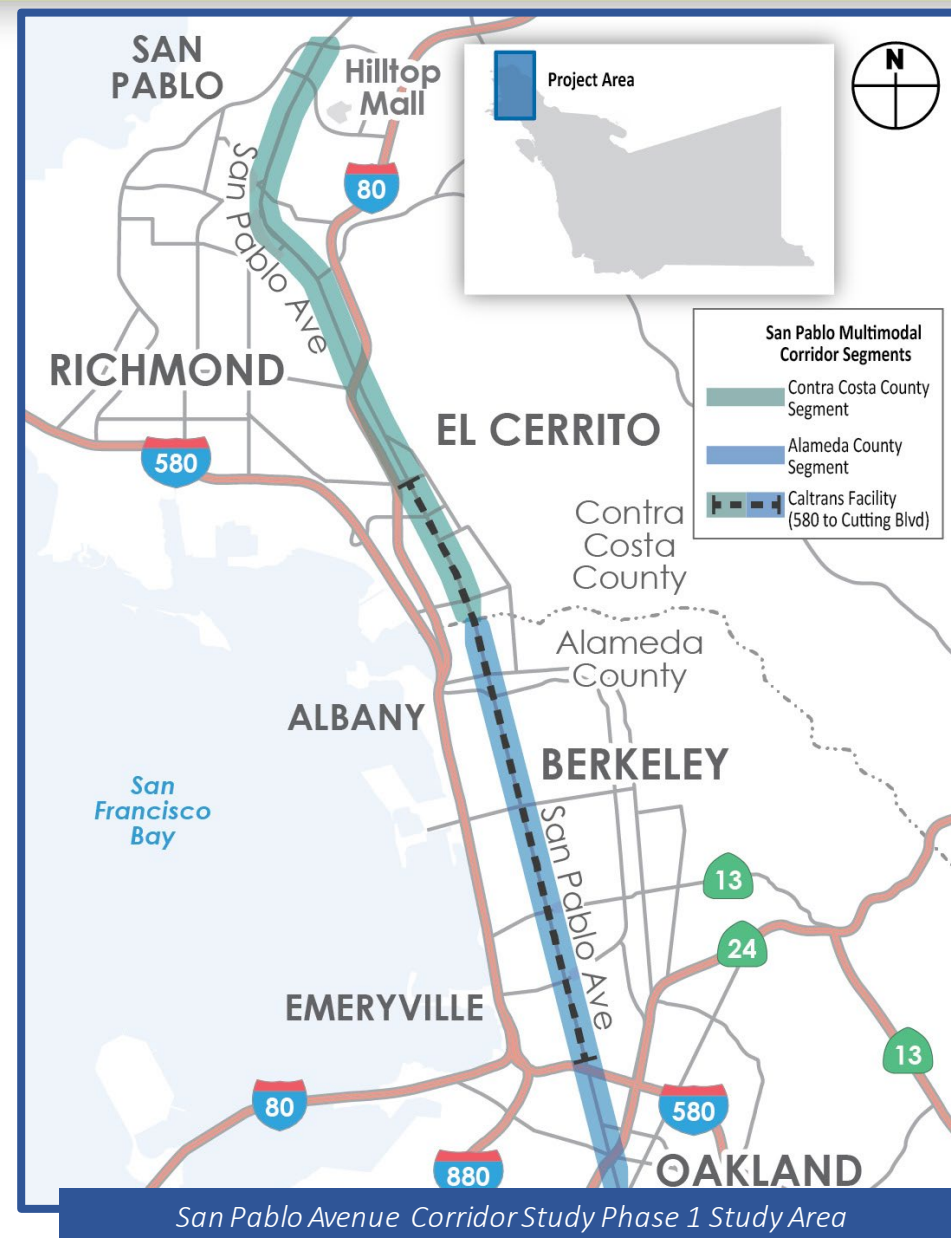 SAN
PABLO
Hilltop
Mall
N
Project Area
80
San Pablo Ave
San Pablo Multimodal
Corridor Segments
Contra Costa County
Segment
Alameda County
Segment
Caltrans Facility
(580 to Cutting Blvd)
RICHMOND
EL CERRITO
580
Contra
Costa
County
Alameda
County
ALBANY
BERKELEY
San
Francisco
Bay
San Pablo Ave
13
24
EMERYVILLE
13
80
580
880
OAKLAND
San Pablo Avenue Corridor Study Phase 1 Study Area